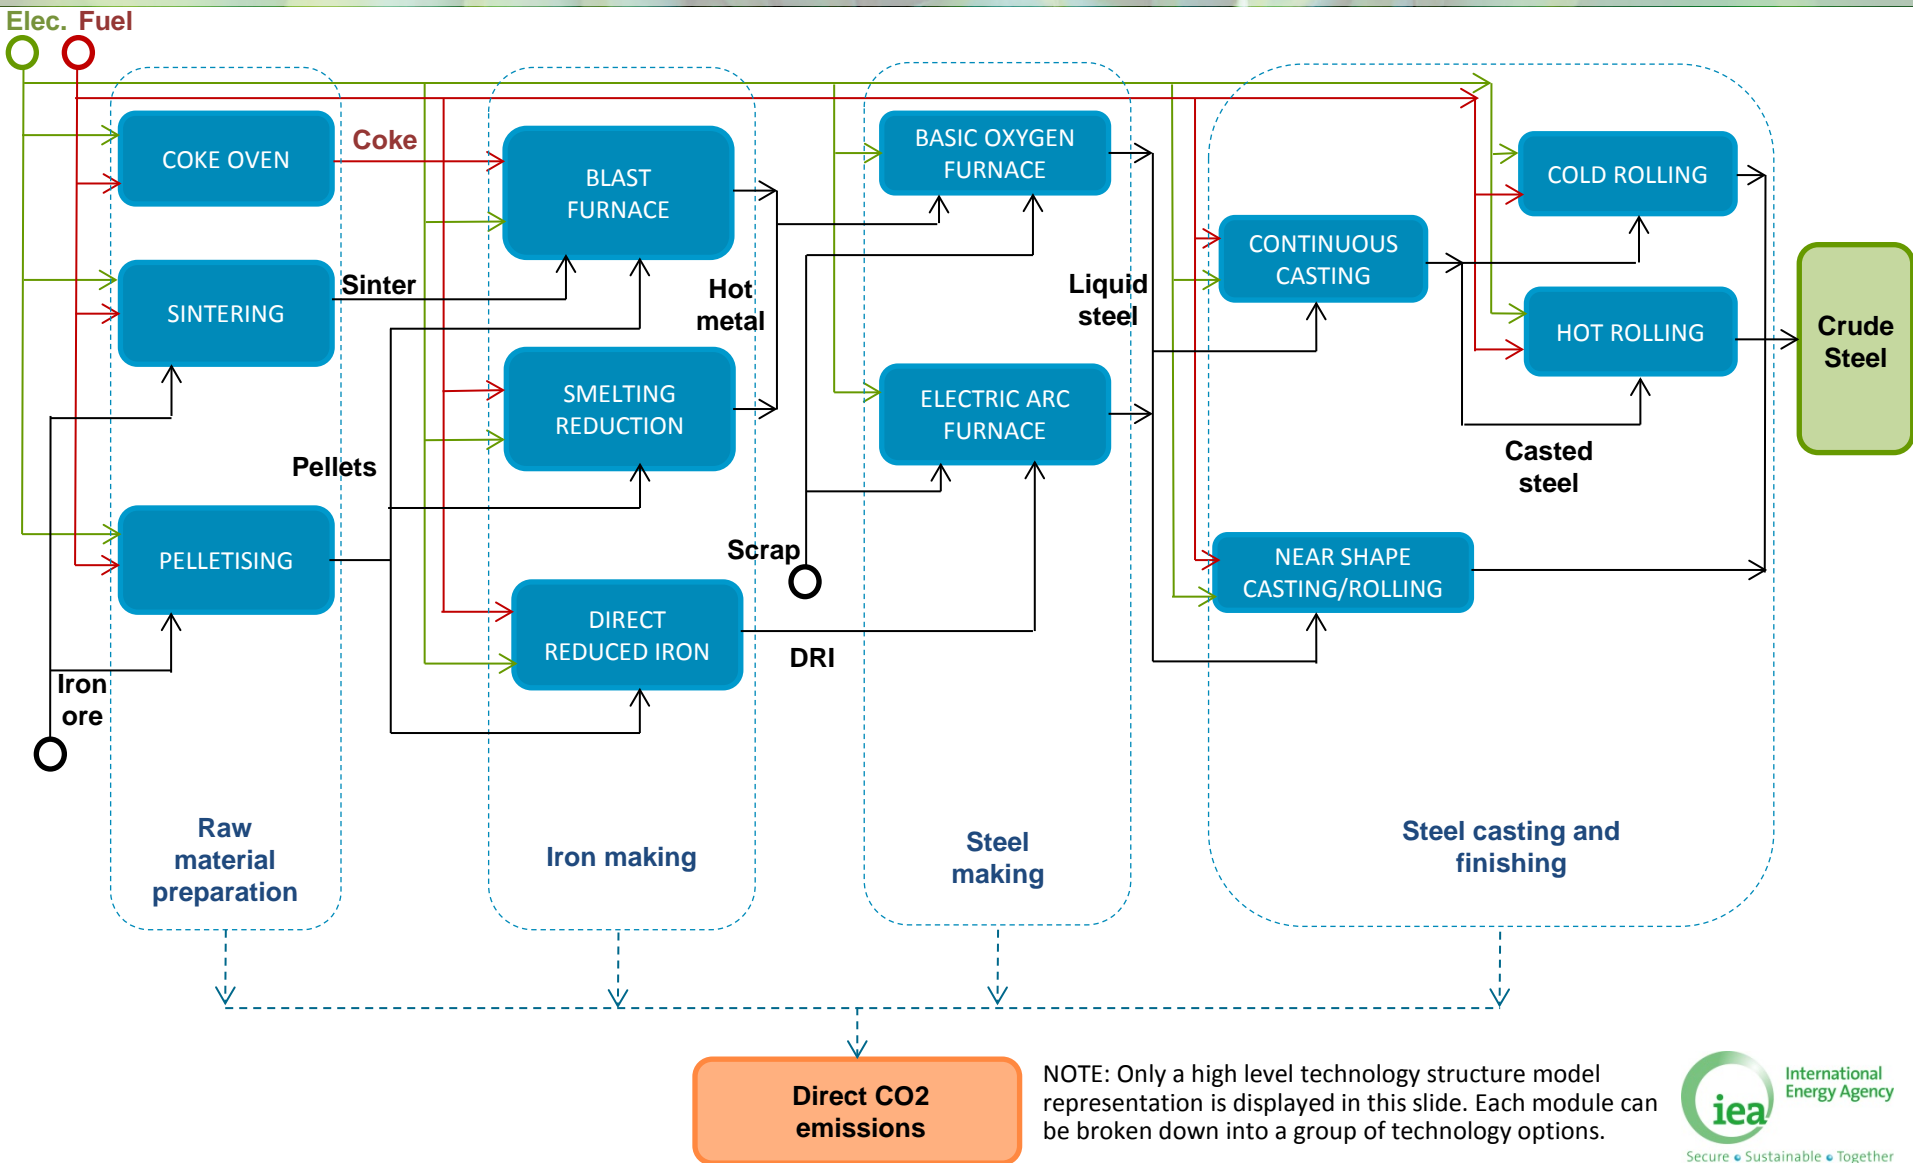 Elec. Fuel
COKE OVEN
Coke
SINTERING
Sinter
PELLETISING
Pellets
Iron
ore
Raw
material
preparation
BLAST
FURNACE
SMELTING
REDUCTION
DIRECT
REDUCED IRON
Hot
metal
Scrap
DRI
Iron making
BASIC OXYGEN
FURNACE
ELECTRIC ARC
FURNACE
Liquid
steel
Steel
making
CONTINUOUS
CASTING
NEAR SHAPE
CASTING/ROLLING
COLD ROLLING
HOT ROLLING
Casted
steel
Steel casting and
finishing
Crude
Steel
Direct CO2
emissions
NOTE: Only a high level technology structure model
representation is displayed in this slide. Each module can
be broken down into a group of technology options.
iea
International
Energy Agency
Secure • Sustainable • Together